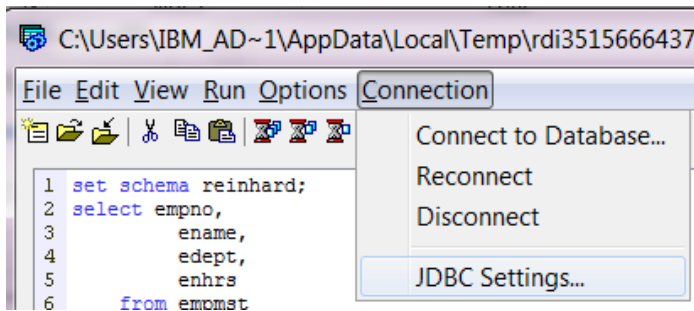 C:\Users\IBM_AD~1\AppData\Local\Temp\rdi3515666437
File Edit View Run Options Connection
Connect to Database...
Reconnect
Disconnect
JDBC Settings...
1 set schema reinhard;
2 select empno,
3 ename,
4 edept,
5 enhrs
6 from empmst